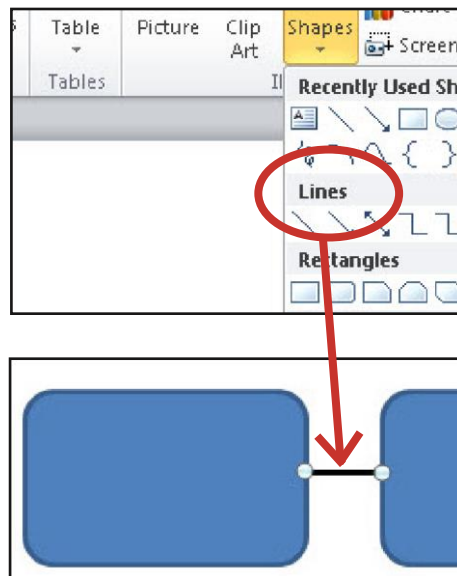 Table Picture Clip Art Shapes
Screen
Tables
Recently Used Sh
Lines
Rectangles